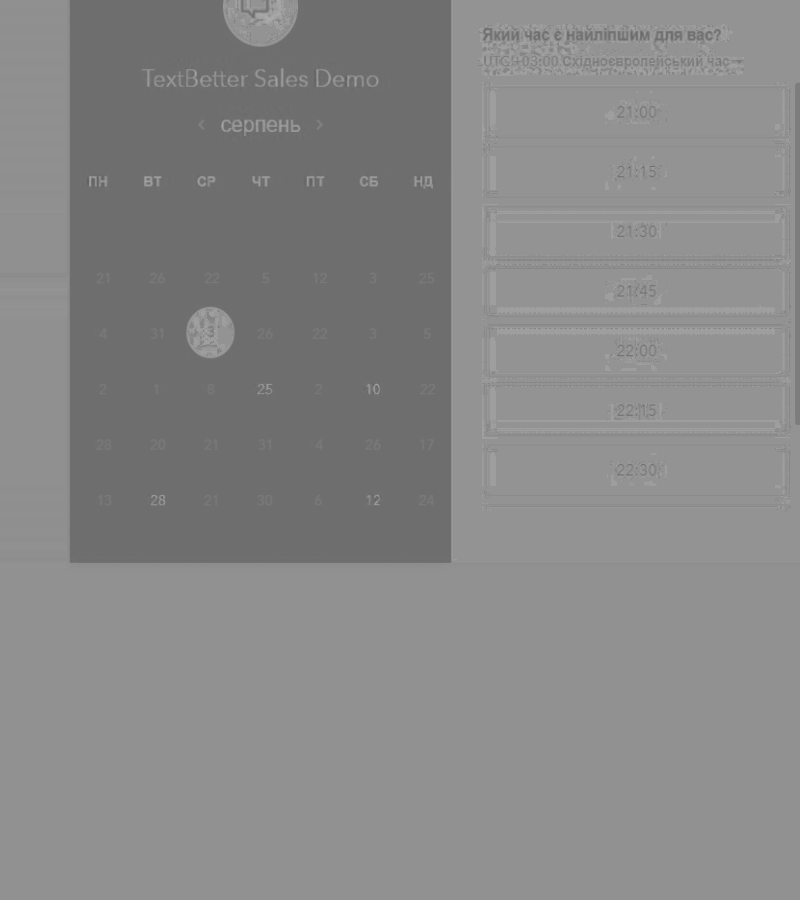 TextBetter Sales Demo
‹ серпень ›
ПН ВТ СР ЧТ ПТ СБ НД
21 26 22 5 12 3 25
4 31 3 26 22 3 5
2 1 8 25 2 10 22
28 20 21 31 4 26 17
13 28 21 30 6 12 24
Який час є найліпшим для вас?
UTC +03:00 Східноєвропейський час
21:00
21:15
21:30
21:45
22:00
22:15
22:30